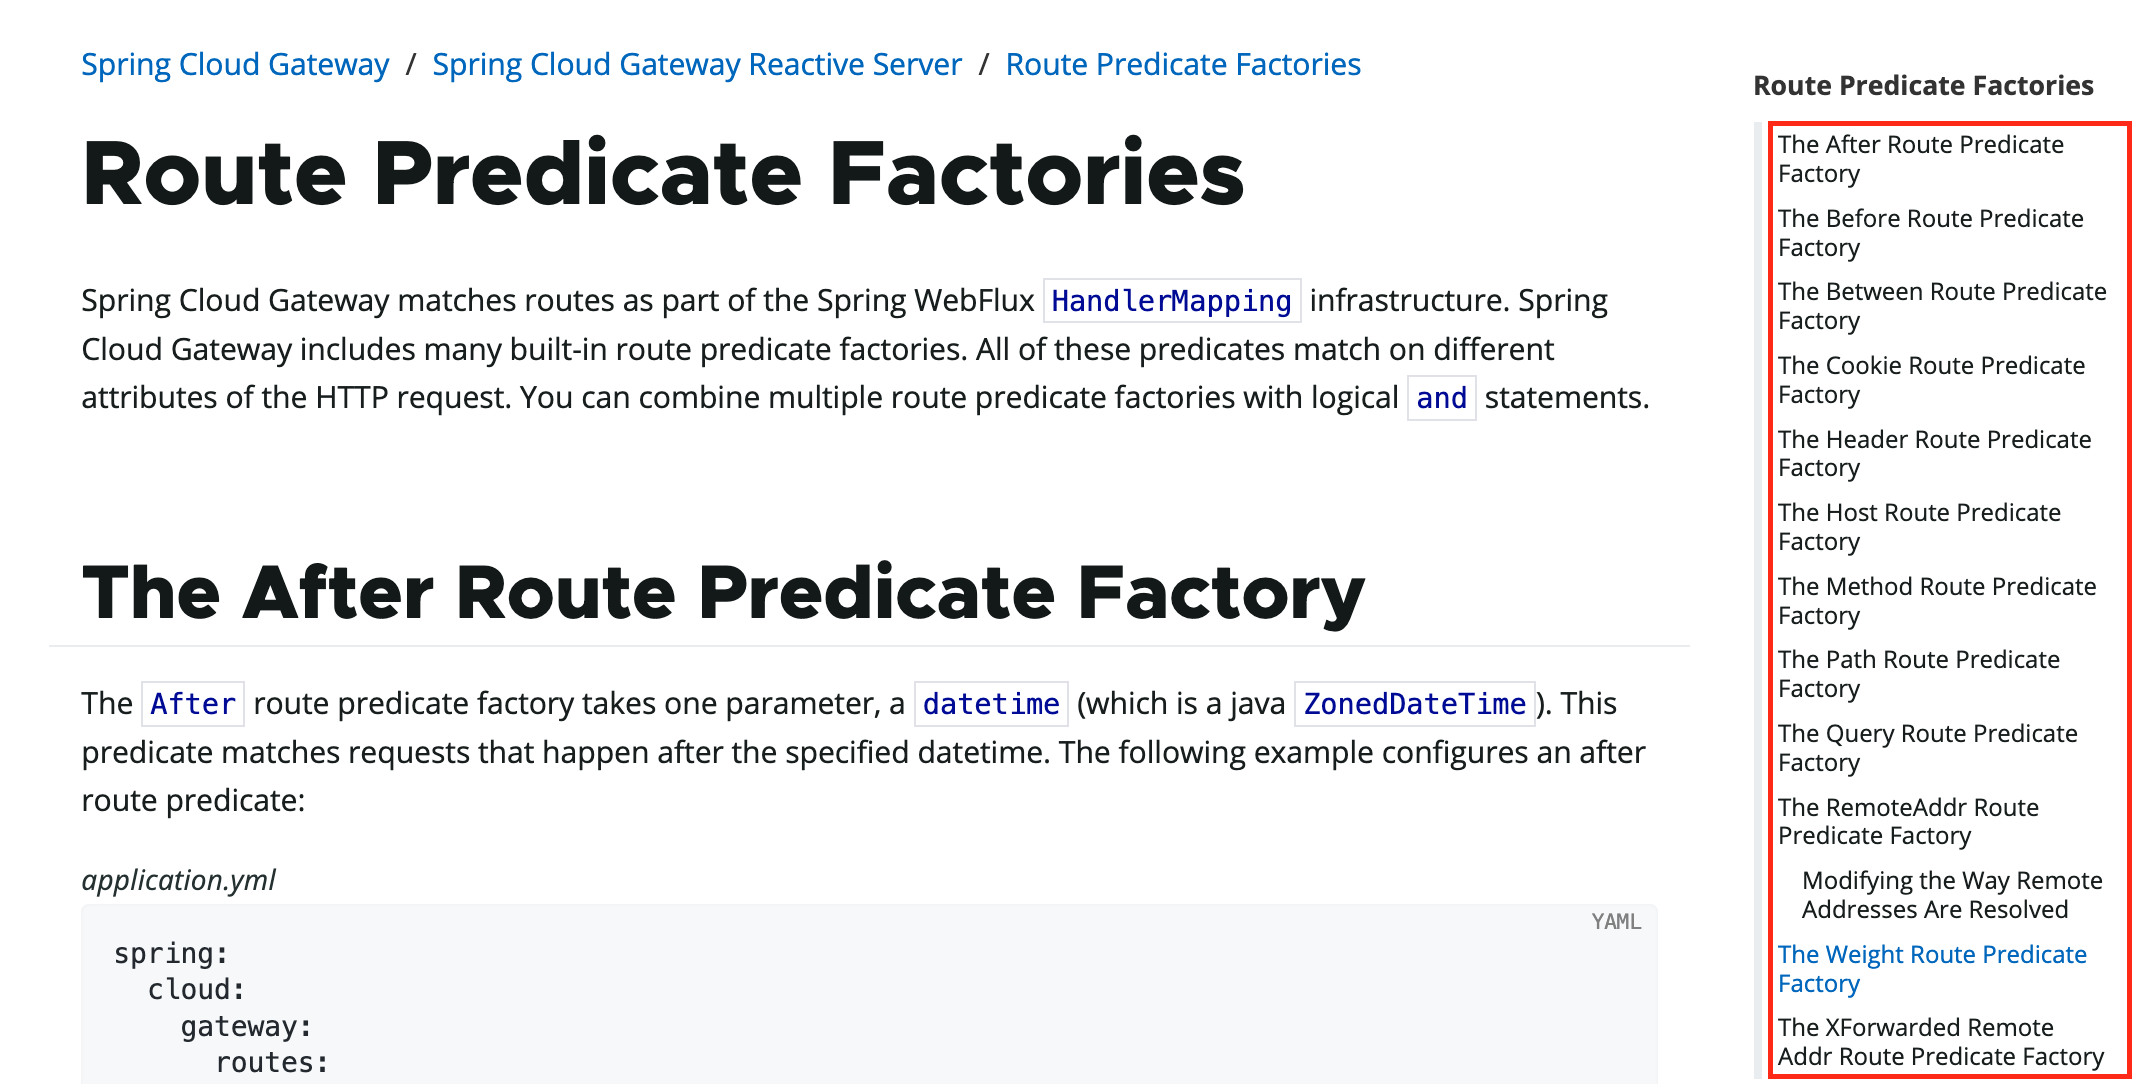 Spring Cloud Gateway / Spring Cloud Gateway Reactive Server / Route Predicate Factories
Route Predicate Factories
Spring Cloud Gateway matches routes as part of the Spring WebFlux HandlerMapping infrastructure. Spring
Cloud Gateway includes many built-in route predicate factories. All of these predicates match on different
attributes of the HTTP request. You can combine multiple route predicate factories with logical and statements.
The After Route Predicate Factory
The After route predicate factory takes one parameter, a datetime (which is a java ZonedDateTime). This
predicate matches requests that happen after the specified datetime. The following example configures an after
route predicate:
application.yml
YAML
spring:
  cloud:
    gateway:
      routes:
Route Predicate Factories
The After Route Predicate
Factory
The Before Route Predicate
Factory
The Between Route Predicate
Factory
The Cookie Route Predicate
Factory
The Header Route Predicate
Factory
The Host Route Predicate
Factory
The Method Route Predicate
Factory
The Path Route Predicate
Factory
The Query Route Predicate
Factory
The RemoteAddr Route
Predicate Factory
Modifying the Way Remote
Addresses Are Resolved
The Weight Route Predicate
Factory
The XForwarded Remote
Addr Route Predicate Factory